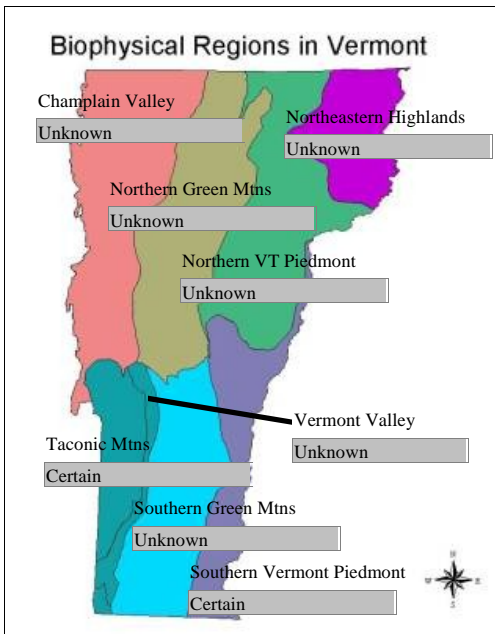 Biophysical Regions in Vermont
Champlain Valley
Unknown
Northeastern Highlands
Unknown
Northern Green Mtns
Unknown
Northern VT Piedmont
Unknown
Vermont Valley
Unknown
Taconic Mtns
Certain
Southern Green Mtns
Unknown
Southern Vermont Piedmont
Certain
N
W E
S